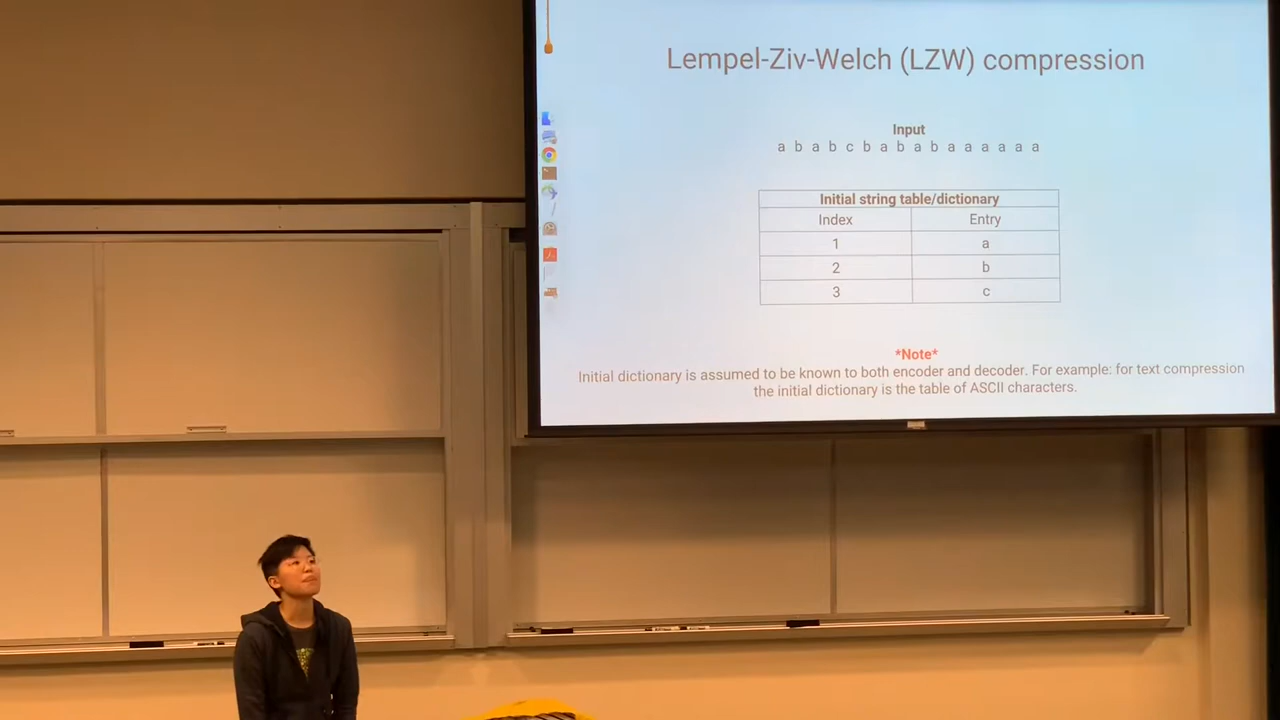 Lempel-Ziv-Welch (LZW) compression
Input
a b a b c b a b a b a a a a a a
Initial string table/dictionary
Index Entry
1 a
2 b
3 c
*Note*
Initial dictionary is assumed to be known to both encoder and decoder. For example: for text compression
the initial dictionary is the table of ASCII characters.